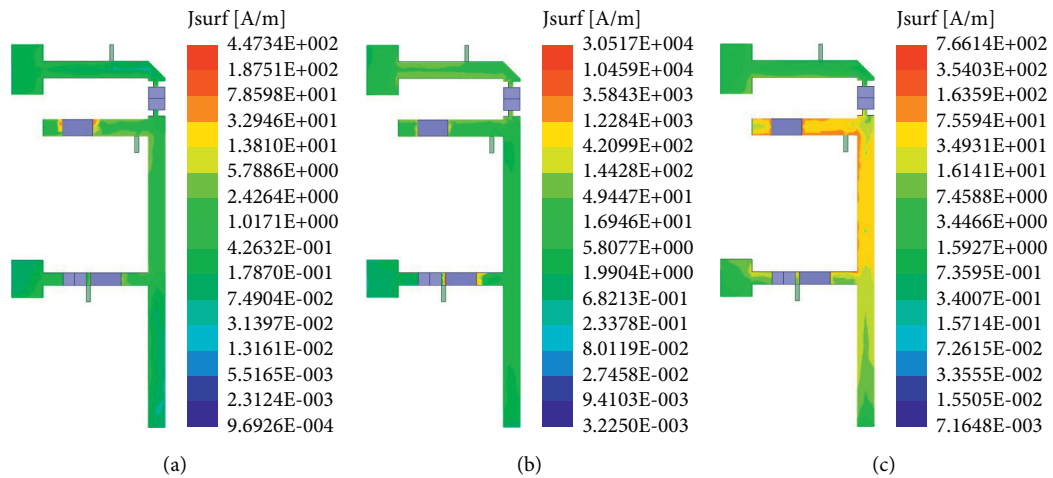 Jsurf [A/m]
4.4734E+002
1.8751E+002
7.8598E+001
3.2946E+001
1.3810E+001
5.7886E+000
2.4264E+000
1.0171E+000
4.2632E-001
1.7870E-001
7.4904E-002
3.1397E-002
1.3161E-002
5.5165E-003
2.3124E-003
9.6926E-004
(a)
Jsurf [A/m]
3.0517E+004
1.0459E+004
3.5843E+003
1.2284E+003
4.2099E+002
1.4428E+002
4.9447E+001
1.6946E+001
5.8077E+000
1.9904E+000
6.8213E-001
2.3378E-001
8.0119E-002
2.7458E-002
9.4103E-003
3.2250E-003
(b)
Jsurf [A/m]
7.6614E+002
3.5403E+002
1.6359E+002
7.5594E+001
3.4931E+001
1.6141E+001
7.4588E+000
3.4466E+000
1.5927E+000
7.3595E-001
3.4007E-001
1.5714E-001
7.2615E-002
3.3555E-002
1.5505E-002
7.1648E-003
(c)